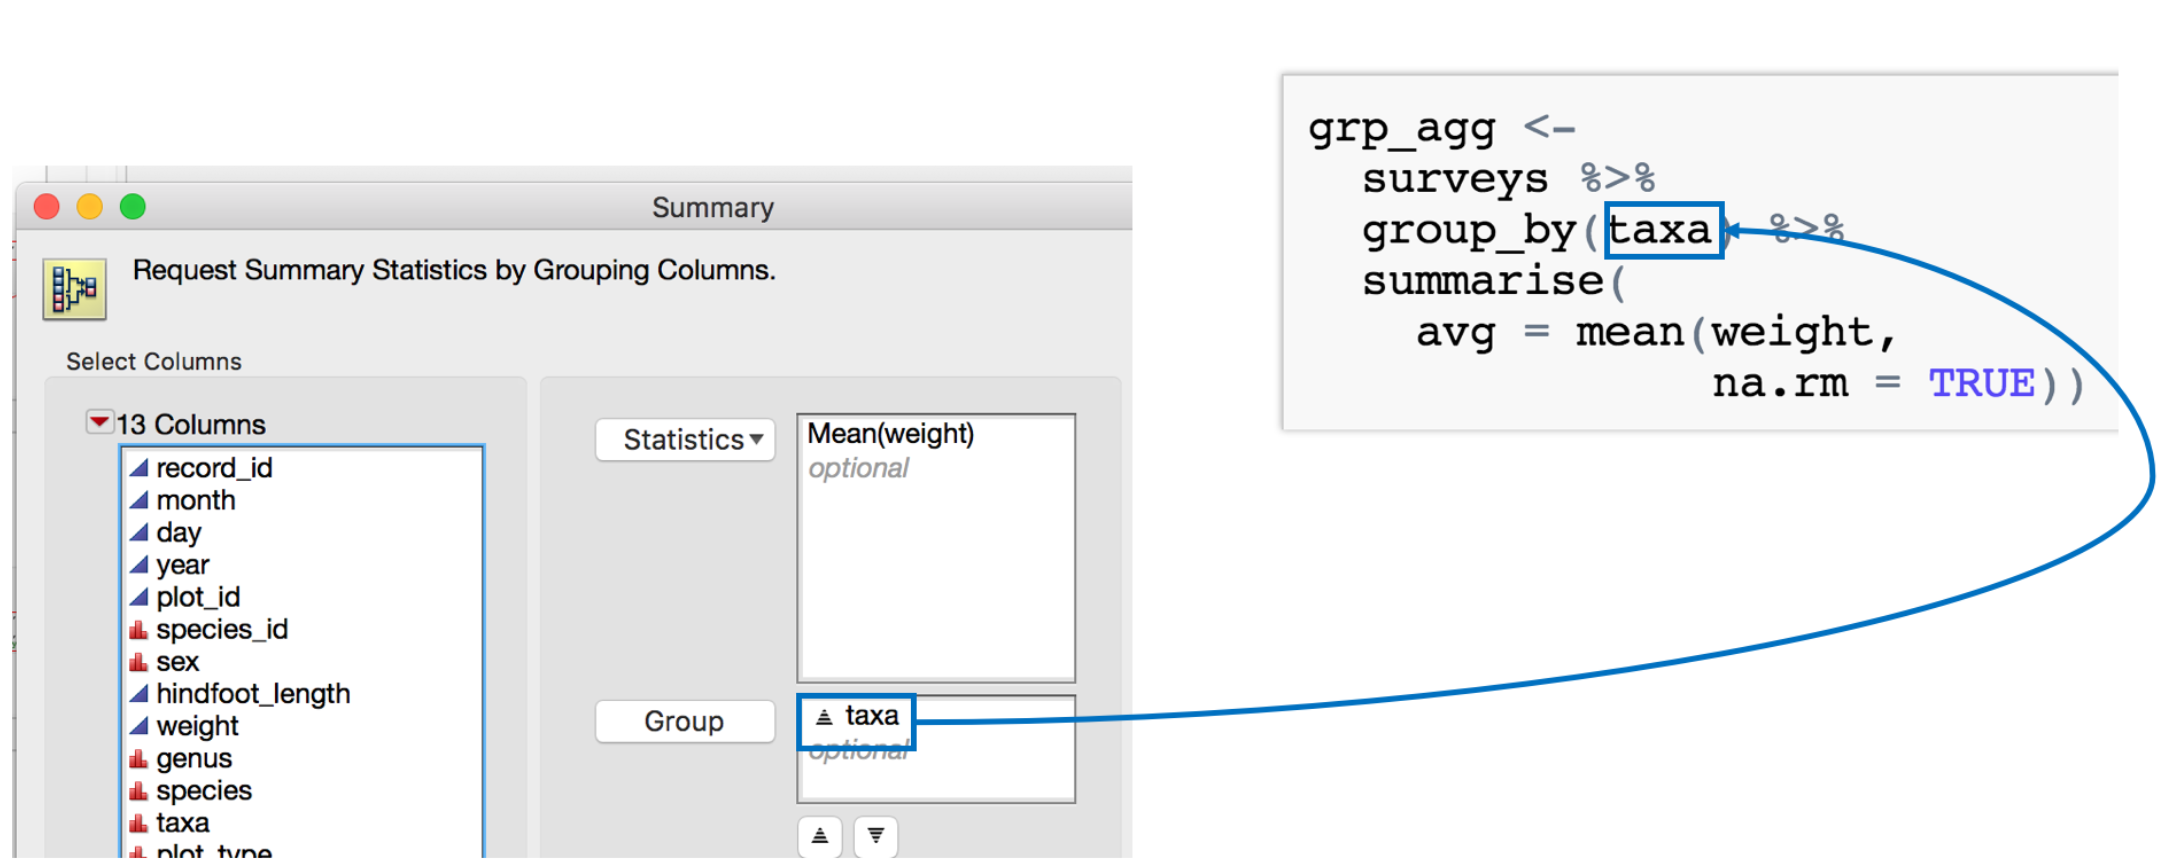 Summary
Request Summary Statistics by Grouping Columns.
Select Columns
13 Columns
record_id
month
day
year
plot_id
species_id
sex
hindfoot_length
weight
genus
species
taxa
plot_type
Statistics
Mean(weight)
optional
Group
taxa
optional
grp_agg <-
surveys %>%
group_by(taxa) %>%
summarise(
avg = mean(weight,
na.rm = TRUE))